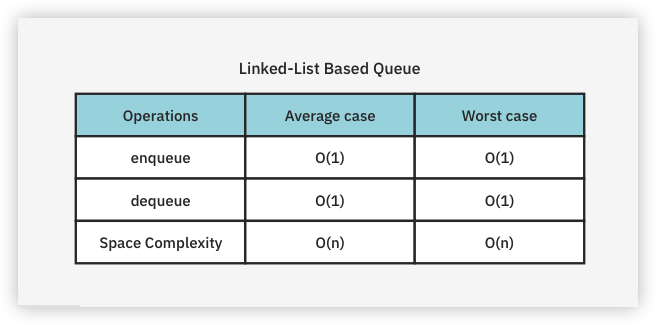 Linked-List Based Queue
Operations Average case Worst case
enqueue O(1) O(1)
dequeue O(1) O(1)
Space Complexity O(n) O(n)